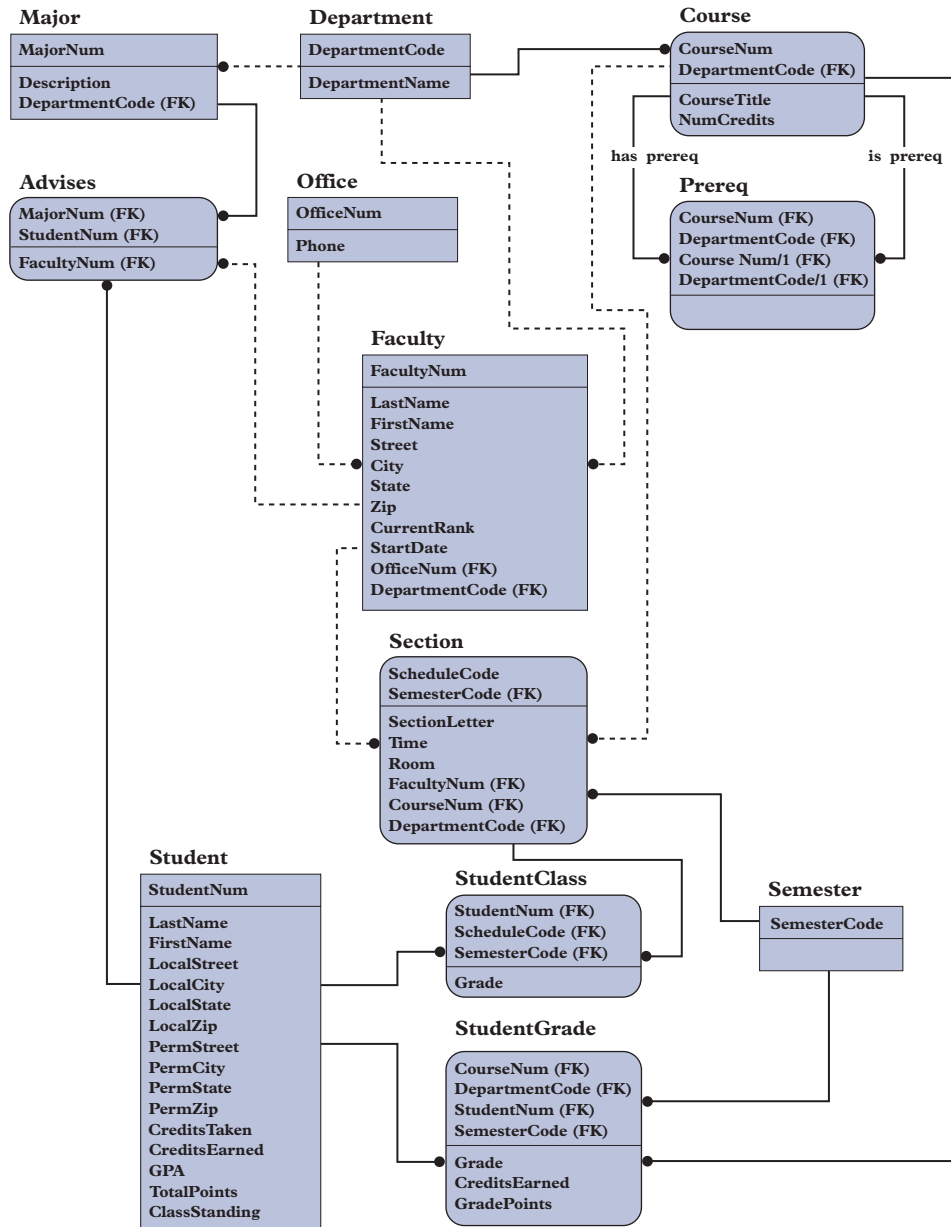 Major
MajorNum
Description
DepartmentCode (FK)
Department
DepartmentCode
DepartmentName
Course
CourseNum
DepartmentCode (FK)
CourseTitle
NumCredits
has prereq
is prereq
Advises
MajorNum (FK)
StudentNum (FK)
FacultyNum (FK)
Office
OfficeNum
Phone
Prereq
CourseNum (FK)
DepartmentCode (FK)
Course Num/1 (FK)
DepartmentCode/1 (FK)
Faculty
FacultyNum
LastName
FirstName
Street
City
State
Zip
CurrentRank
StartDate
OfficeNum (FK)
DepartmentCode (FK)
Section
ScheduleCode
SemesterCode (FK)
SectionLetter
Time
Room
FacultyNum (FK)
CourseNum (FK)
DepartmentCode (FK)
Student
StudentNum
LastName
FirstName
LocalStreet
LocalCity
LocalState
LocalZip
PermStreet
PermCity
PermState
PermZip
CreditsTaken
CreditsEarned
GPA
TotalPoints
ClassStanding
StudentClass
StudentNum (FK)
ScheduleCode (FK)
SemesterCode (FK)
Grade
Semester
SemesterCode
StudentGrade
CourseNum (FK)
DepartmentCode (FK)
StudentNum (FK)
SemesterCode (FK)
Grade
CreditsEarned
GradePoints